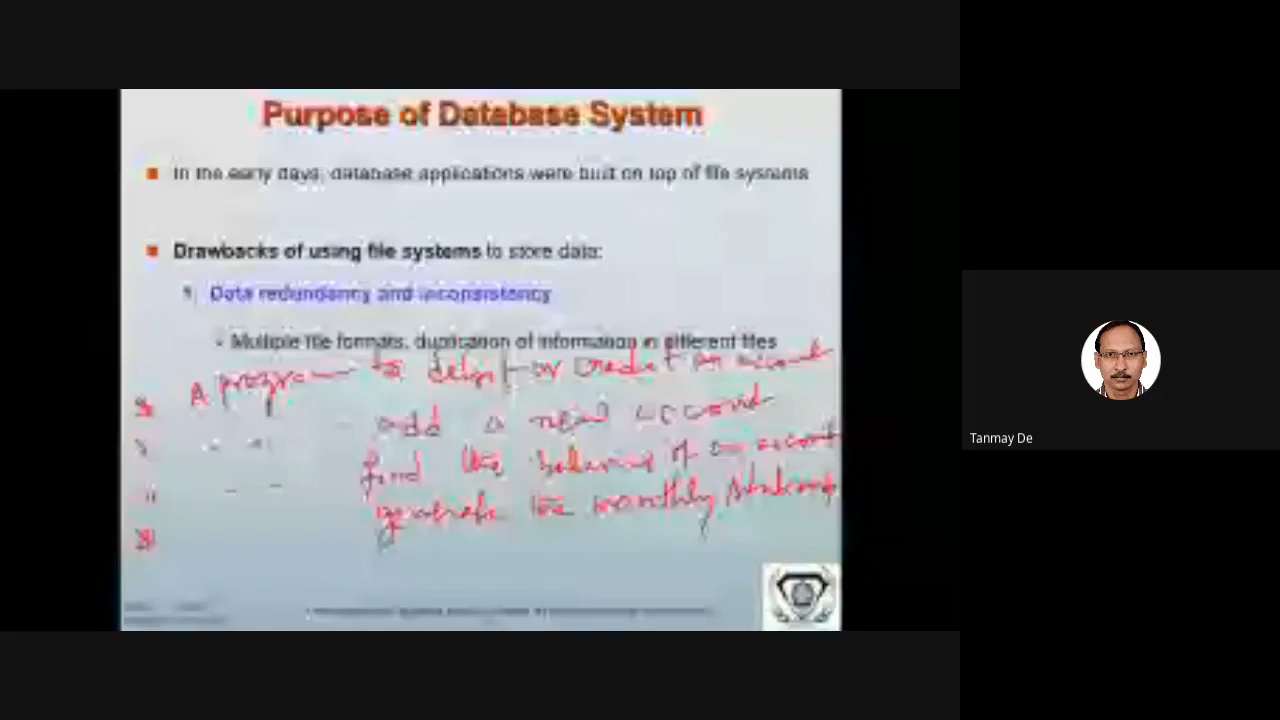 Purpose of Database System
In the early days, database applications were built on top of file systems
Drawbacks of using file systems to store data:
Data redundancy and inconsistency
Multiple file formats, duplication of information in different files
A program to debit or credit an account
add a new account
find the balance of an account
generate the monthly
Tanmay De